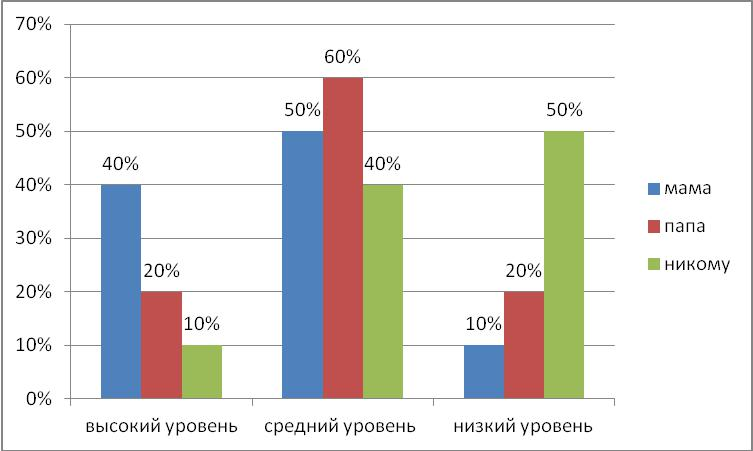 70%
60%
50%
40%
30%
20%
10%
0%
40%
20%
10%
50%
60%
40%
10%
20%
50%
высокий уровень
средний уровень
низкий уровень
мама
папа
никому